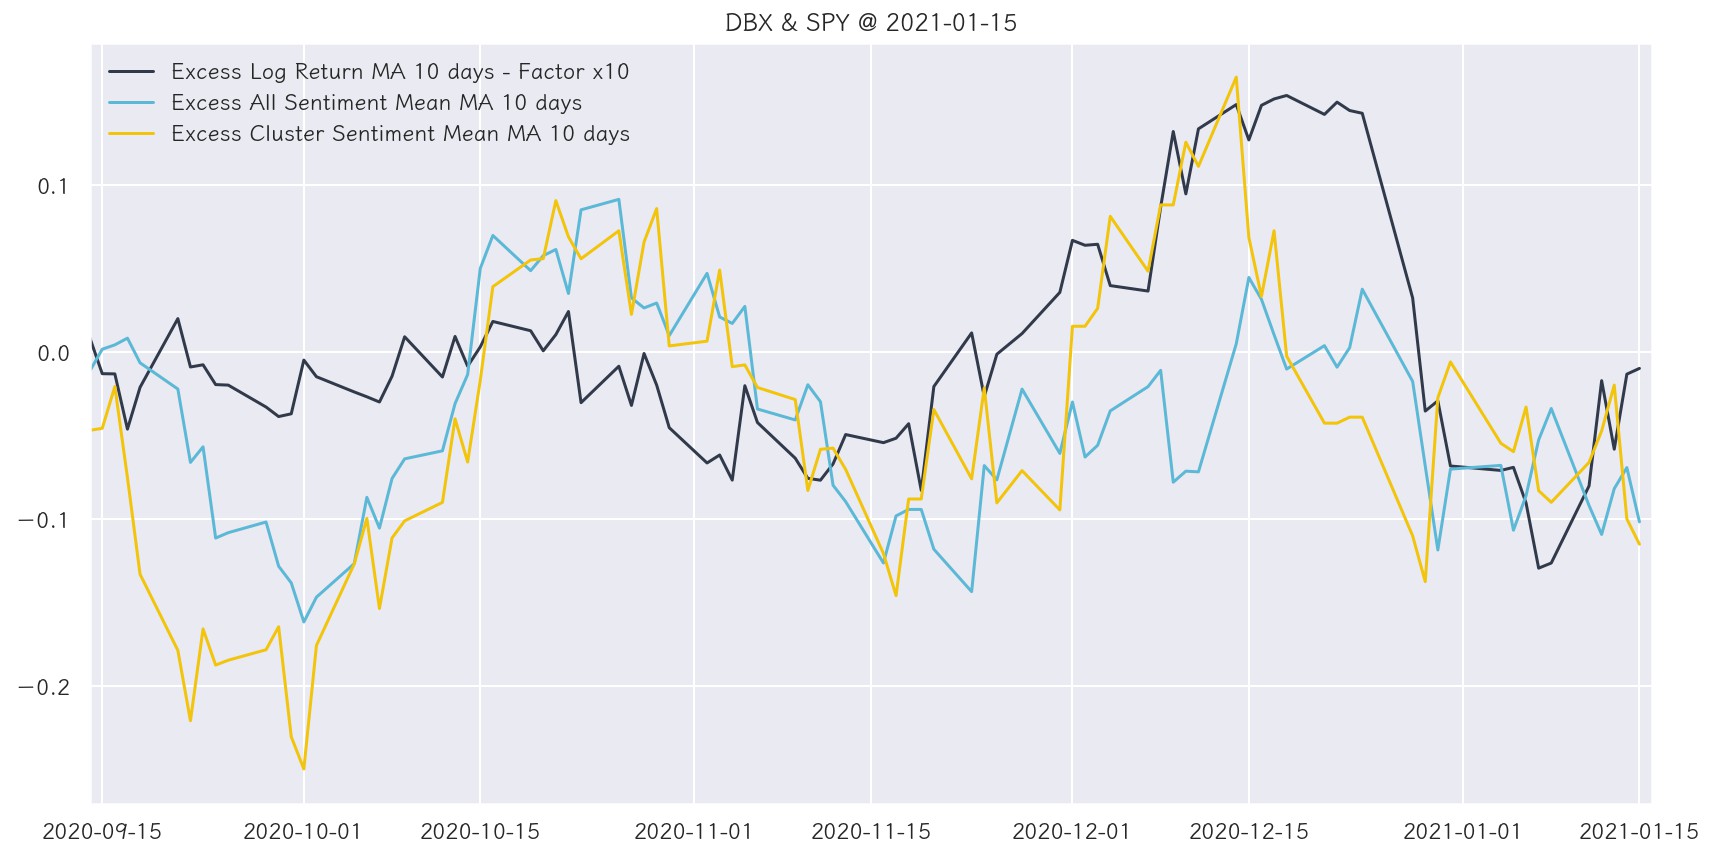 DBX & SPY @ 2021-01-15
Excess Log Return MA 10 days - Factor x10
Excess All Sentiment Mean MA 10 days
Excess Cluster Sentiment Mean MA 10 days
0.1
0.0
−0.1
−0.2
2020-09-15 2020-10-01 2020-10-15 2020-11-01 2020-11-15 2020-12-01 2020-12-15 2021-01-01 2021-01-15